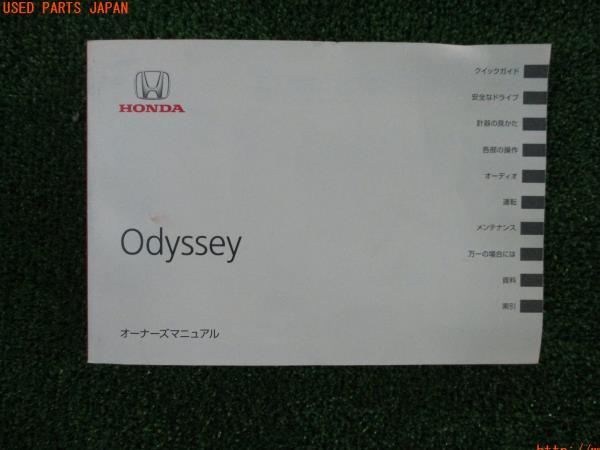 USED PARTS JAPAN
HONDA
クイックガイド
安全なドライブ
計器の見かた
各部の操作
オーディオ
運転
メンテナンス
万一の場合には
資料
索引
Odyssey
オーナーズマニュアル